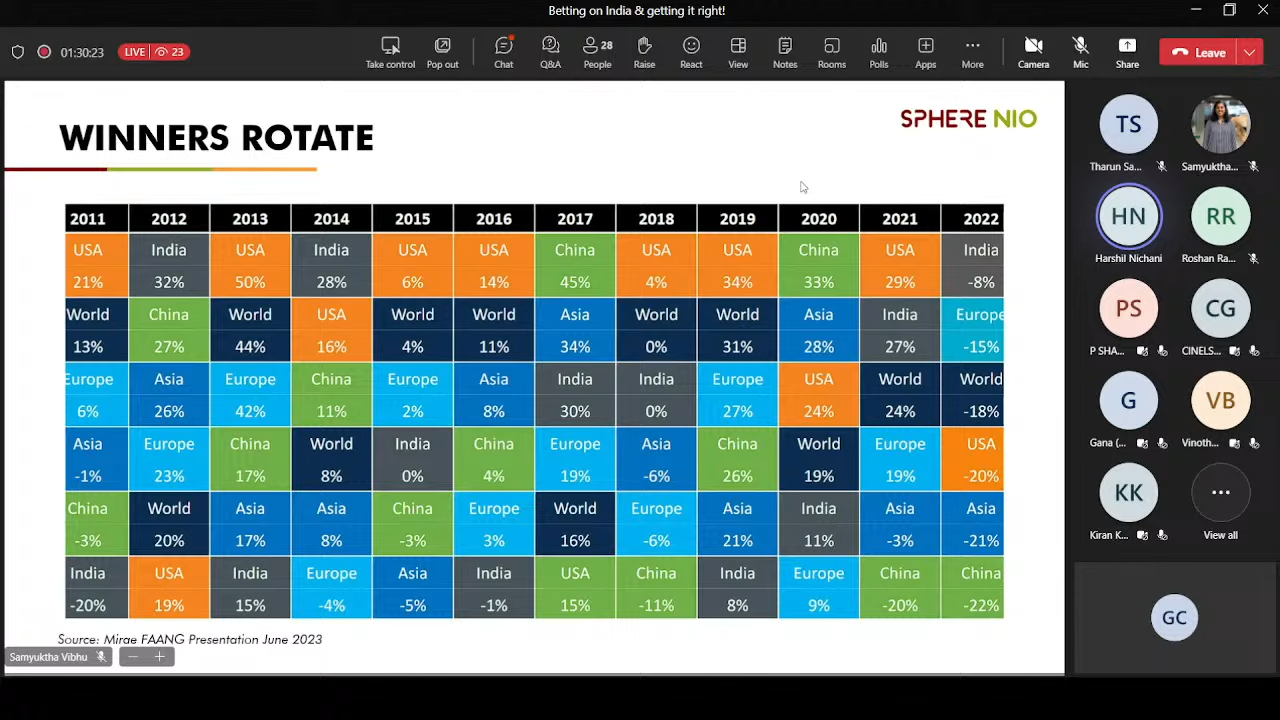 Betting on India & getting it right!
01:30:23
LIVE 23
Take control Pop out Chat Q&A 28 People Raise React View Notes Rooms Polls Apps More Camera Mic Share Leave
WINNERS ROTATE
SPHERE NIO
2011 2012 2013 2014 2015 2016 2017 2018 2019 2020 2021 2022
USA India USA India USA USA China USA USA China USA India
21% 32% 50% 28% 6% 14% 45% 4% 34% 33% 29% -8%
World China World USA World World Asia World World Asia India Europe
13% 27% 44% 16% 4% 11% 34% 0% 31% 28% 27% -15%
Europe Asia Europe China Europe Asia India India Europe USA World World
6% 26% 42% 11% 2% 8% 30% 0% 27% 24% 24% -18%
Asia Europe China World India China Europe Asia China World Europe USA
-1% 23% 17% 8% 0% 4% 19% -6% 26% 19% 19% -20%
China World Asia Asia China Europe World Europe Asia India Asia Asia
-3% 20% 17% 8% -3% 3% 16% -6% 21% 11% -3% -21%
India USA India Europe Asia India USA China India Europe China China
-20% 19% 15% -4% -5% -1% 15% -11% 8% 9% -20% -22%
Source: Mirae FAANG Presentation June 2023
Samyuktha Vibhu
TS
Tharun Sa... Samyuktha...
HN RR
Harshil Nichani Roshan Ra...
PS CG
P SHA... CINELS...
G VB
Gana (... Vinoth...
KK ...
Kiran K... View all
GC